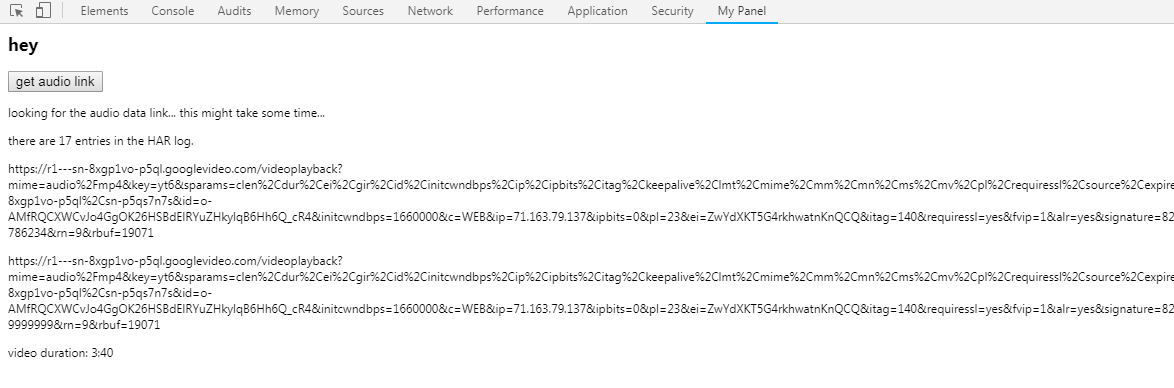 Elements Console Audits Memory Sources Network Performance Application Security My Panel
hey
get audio link
looking for the audio data link... this might take some time...
there are 17 entries in the HAR log.
https://r1---sn-8xgp1vo-p5ql.googlevideo.com/videoplayback?
mime=audio%2Fmp4&key=yt6&sparams=clen%2Cdur%2Cei%2Cgir%2Cid%2Cinitcwndbps%2Cip%2Cipbits%2Citag%2Ckeepalive%2Clmt%2Cmime%2Cmm%2Cmn%2Cms%2Cmv%2Cpl%2Crequiressl%2Csource%2Cexpire
8xgp1vo-p5ql%2Csn-p5qs7n7s&id=o-
AMfRQCXWCvJo4GgOK26HSBdElRYuZHkylqB6Hh6Q_cR4&initcwndbps=1660000&c=WEB&ip=71.163.79.137&ipbits=0&pl=23&ei=ZwYdXKT5G4rkhwatnKnQCQ&itag=140&requiressl=yes&fvip=1&alr=yes&signature=82
786234&rn=9&rbuf=19071
https://r1---sn-8xgp1vo-p5ql.googlevideo.com/videoplayback?
mime=audio%2Fmp4&key=yt6&sparams=clen%2Cdur%2Cei%2Cgir%2Cid%2Cinitcwndbps%2Cip%2Cipbits%2Citag%2Ckeepalive%2Clmt%2Cmime%2Cmm%2Cmn%2Cms%2Cmv%2Cpl%2Crequiressl%2Csource%2Cexpire
8xgp1vo-p5ql%2Csn-p5qs7n7s&id=o-
AMfRQCXWCvJo4GgOK26HSBdElRYuZHkylqB6Hh6Q_cR4&initcwndbps=1660000&c=WEB&ip=71.163.79.137&ipbits=0&pl=23&ei=ZwYdXKT5G4rkhwatnKnQCQ&itag=140&requiressl=yes&fvip=1&alr=yes&signature=82
9999999&rn=9&rbuf=19071
video duration: 3:40